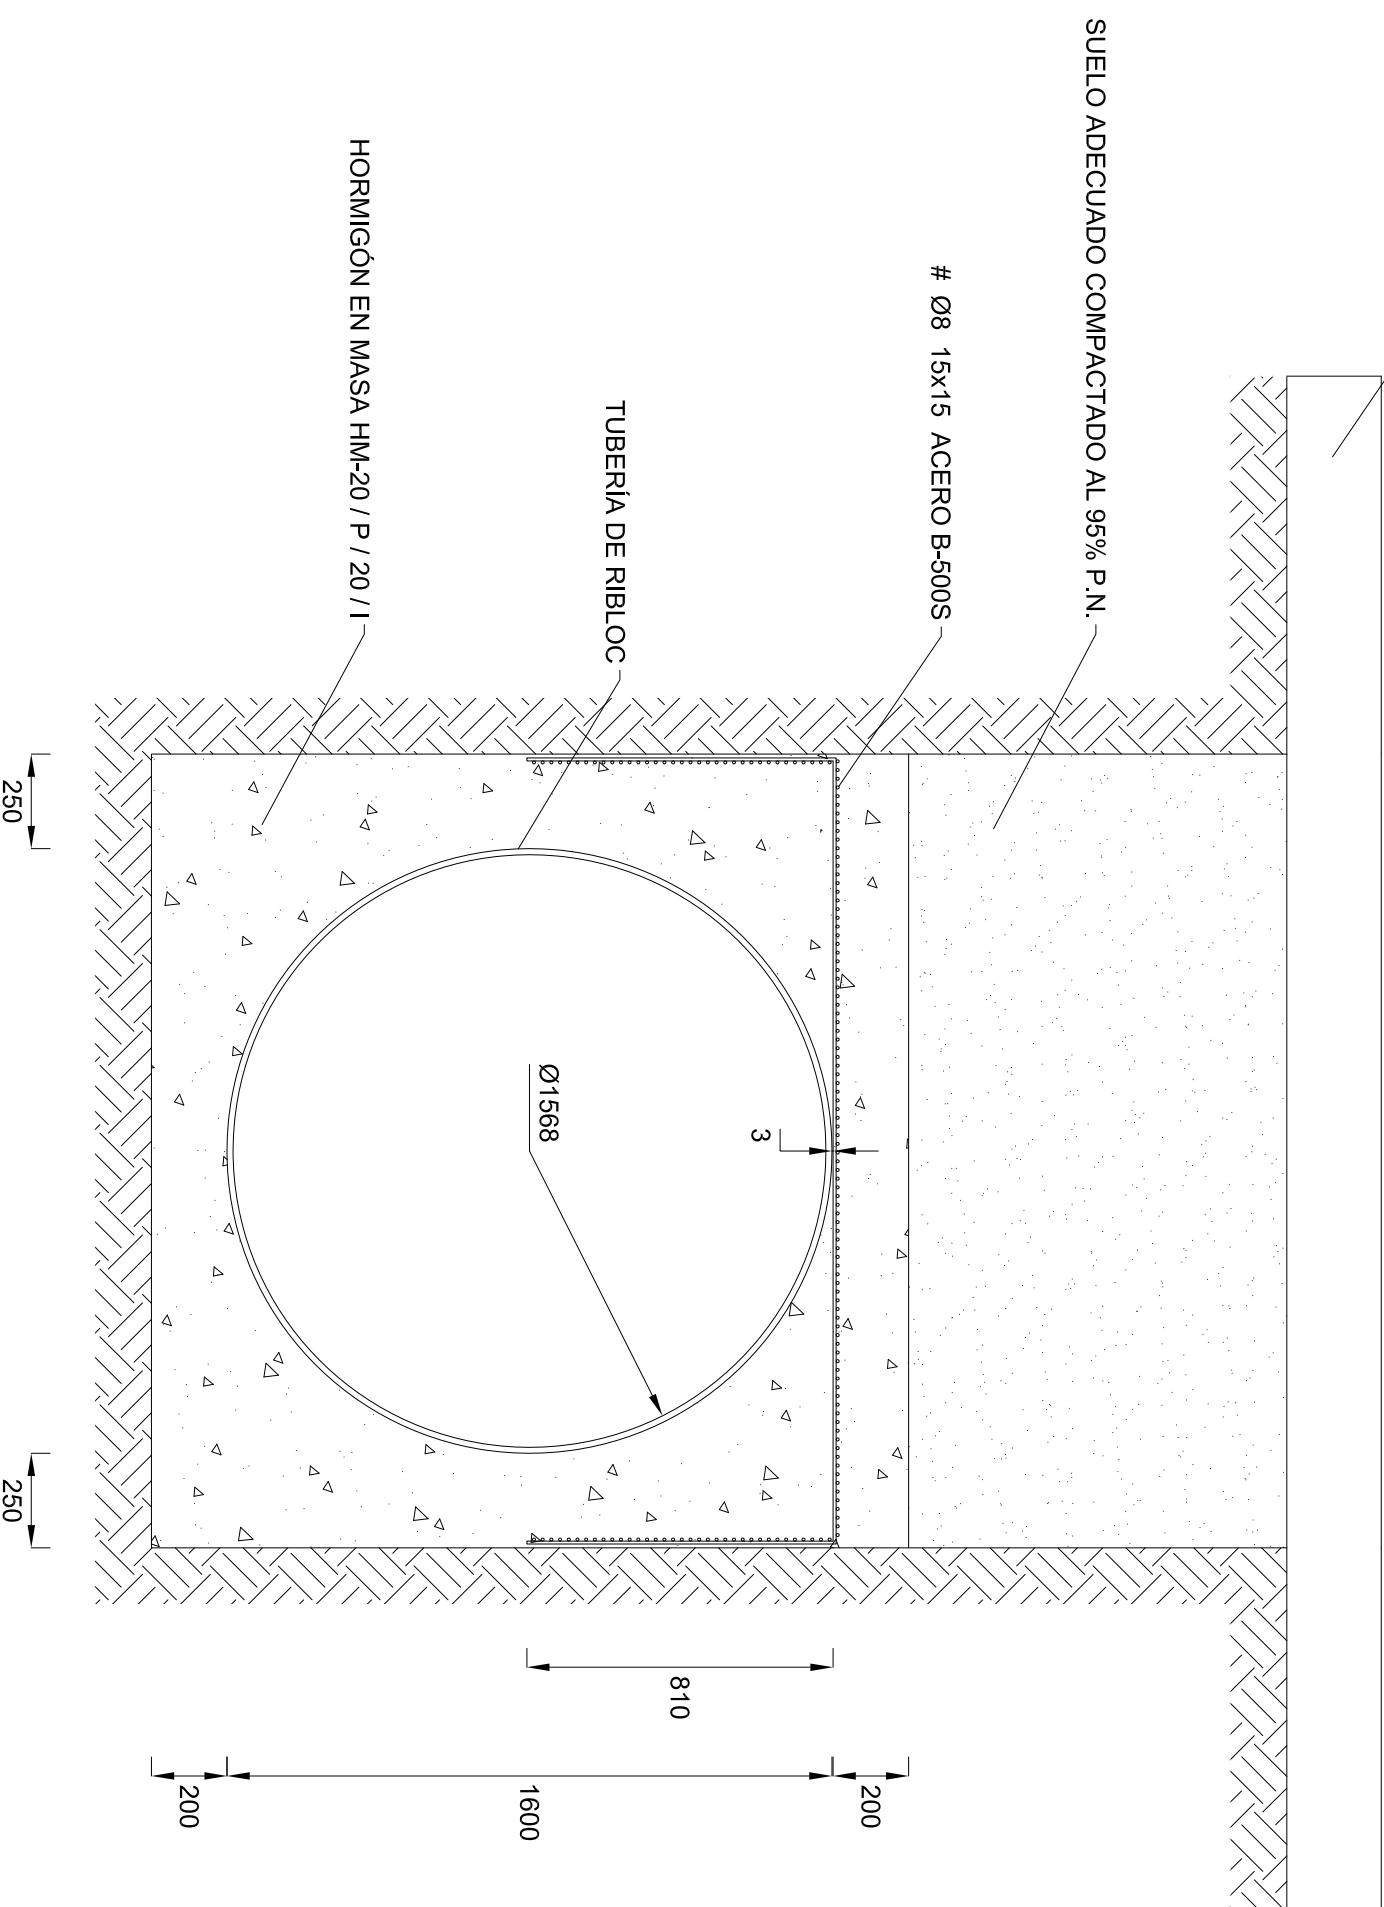 SUELO ADECUADO COMPACTADO AL 95% P.N.
# Ø8 15x15 ACERO B-500S
TUBERÍA DE RIBLOC
HORMIGÓN EN MASA HM-20 / P / 20 / I
3
Ø1568
810
200
1600
200
250
250